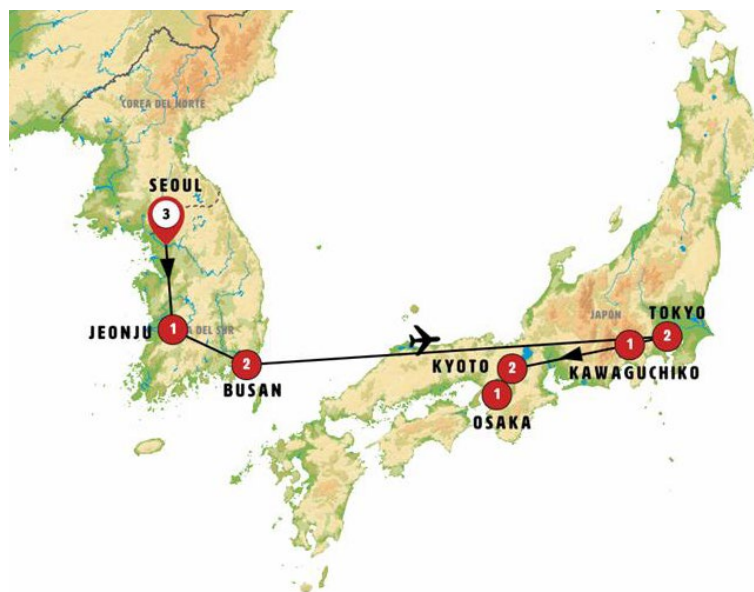 COREA DEL NORTE
SEOUL
3
JEONJU
1
A DEL SUR
2
BUSAN
JAPÓN
TOKYO
2
1
KAWAGUCHIKO
KYOTO
2
1
OSAKA